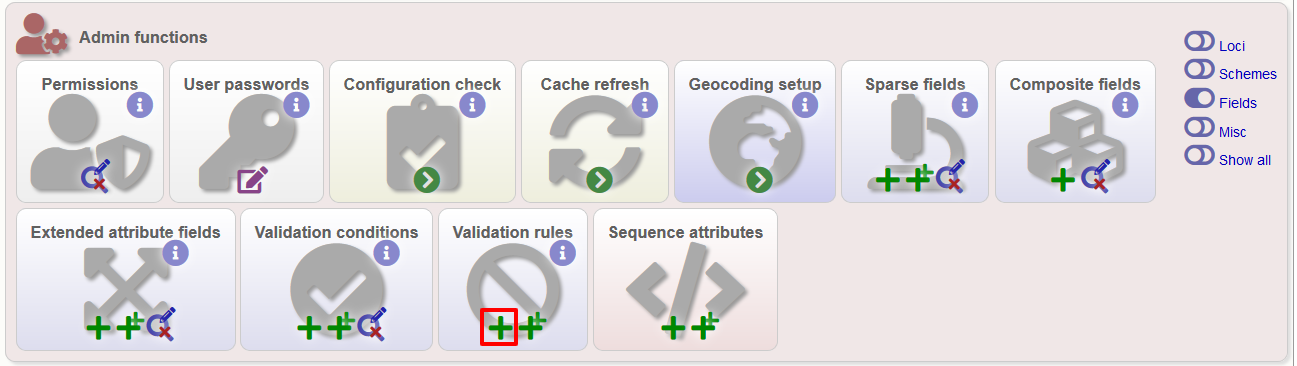 Admin functions
Loci
Schemes
Fields
Misc
Show all
Permissions
User passwords
Configuration check
Cache refresh
Geocoding setup
Sparse fields
Composite fields
Extended attribute fields
Validation conditions
Validation rules
Sequence attributes